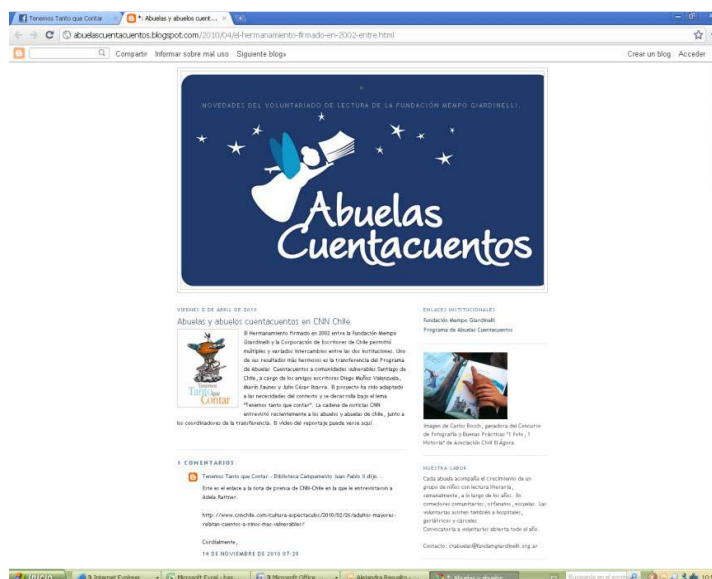 Tenemos Tanto que Contar
*: Abuelas y abuelos cuent...
abuelascuentacuentos.blogspot.com/2010/04/el-hermanamiento-firmado-en-2002-entre.html
Compartir Informar sobre mal uso Siguiente blog»
Crear un blog Acceder
NOVEDADES DEL VOLUNTARIADO DE LECTURA DE LA FUNDACIÓN MEMPO GIARDINELLI.
Abuelas
Cuentacuentos
VIERNES 2 DE ABRIL DE 2010
Abuelas y abuelos cuentacuentos en CNN Chile
Tenemos
Tanto que
Contar
El Hermanamiento firmado en 2002 entre la Fundación Mempo
Giardinelli y la Corporación de Escritores de Chile permitió
múltiples y variados intercambios entre las dos instituciones. Uno
de sus resultados más hermosos es la transferencia del Programa
de Abuelas Cuentacuentos a comunidades vulnerables Santiago de
Chile, a cargo de los amigos escritores Diego Muñoz Valenzuela,
Martín Faunes y Julio César Ibarra. El proyecto ha sido adaptado
a las necesidades del contexto y se desarrolla bajo el lema
"Tenemos tanto que contar". La cadena de noticias CNN
entrevistó recientemente a los abuelos y abuelas de chile, junto a
los coordinadores de la transferencia. El video del reportaje puede verse aquí
1 COMENTARIOS
Tenemos Tanto que Contar - Biblioteca Campamento Juan Pablo II dijo...
Este es el enlace a la nota de prensa de CNN-Chile en la que le entrevistaron a
Adela Rattner.
http://www.cnnchile.com/cultura-espectaculos/2010/02/26/adultos-mayores-
relatan-cuentos-a-ninos-mas-vulnerables/
Cordialmente,
14 DE NOVIEMBRE DE 2010 07:20
ENLACES INSTITUCIONALES
Fundación Mempo Giardinelli
Programa de Abuelas Cuentacuentos
Imagen de Carlos Bosch, ganadora del Concurso
de Fotografía y Buenas Prácticas "1 Foto , 1
Historia" de Asociación Civil El Ágora.
NUESTRA LABOR
Cada abuela acompaña el crecimiento de un
grupo de niños con lectura literaria,
semanalmente, a lo largo de los años. En
comedores comunitarios, orfanatos, escuelas. Las
voluntarias asisten también a hospitales,
geriátricos y cárceles.
Convocatoria a voluntarios abierta todo el año.
Inicio
3 Internet Explorer
Microsoft Excel - bas...
3 Microsoft Office ...
Alejandra Basualto - ...
*: Abuelas y abuelos ...